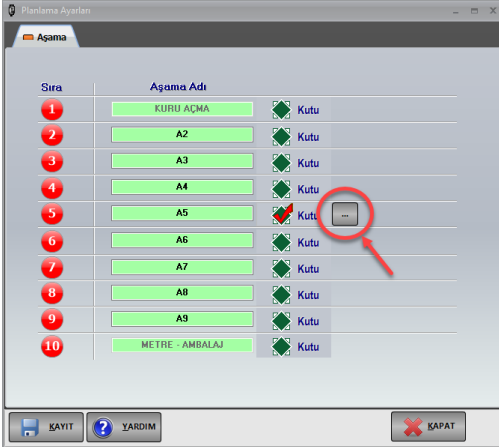 Planlama Ayarları
Aşama
Sıra Aşama Adı
1 KURU AÇMA Kutu
2 A2 Kutu
3 A3 Kutu
4 A4 Kutu
5 A5 Kutu ...
6 A6 Kutu
7 A7 Kutu
8 A8 Kutu
9 A9 Kutu
10 METRE - AMBALAJ Kutu
KAYIT ? YARDIM KAPAT